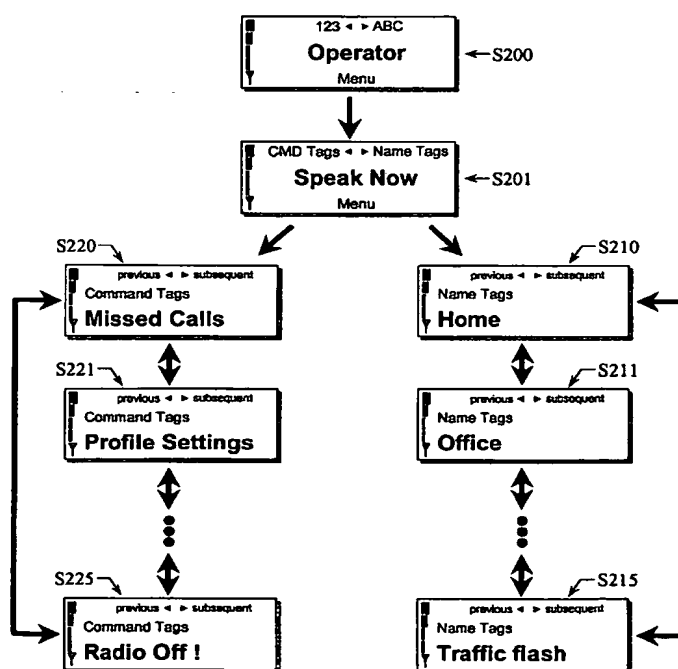 123 ◄ ► ABC
Operator
Menu
S200
CMD Tags ◄ ► Name Tags
Speak Now
Menu
S201
S220
previous ◄ ► subsequent
Command Tags
Missed Calls
S210
previous ◄ ► subsequent
Name Tags
Home
S221
previous ◄ ► subsequent
Command Tags
Profile Settings
S211
previous ◄ ► subsequent
Name Tags
Office
S225
previous ◄ ► subsequent
Command Tags
Radio Off !
S215
previous ◄ ► subsequent
Name Tags
Traffic flash